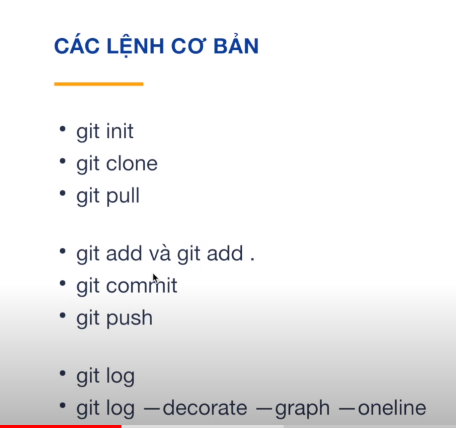 CÁC LỆNH CƠ BẢN
• git init
• git clone
• git pull
• git add và git add .
• git commit
• git push
• git log
• git log —decorate —graph —oneline